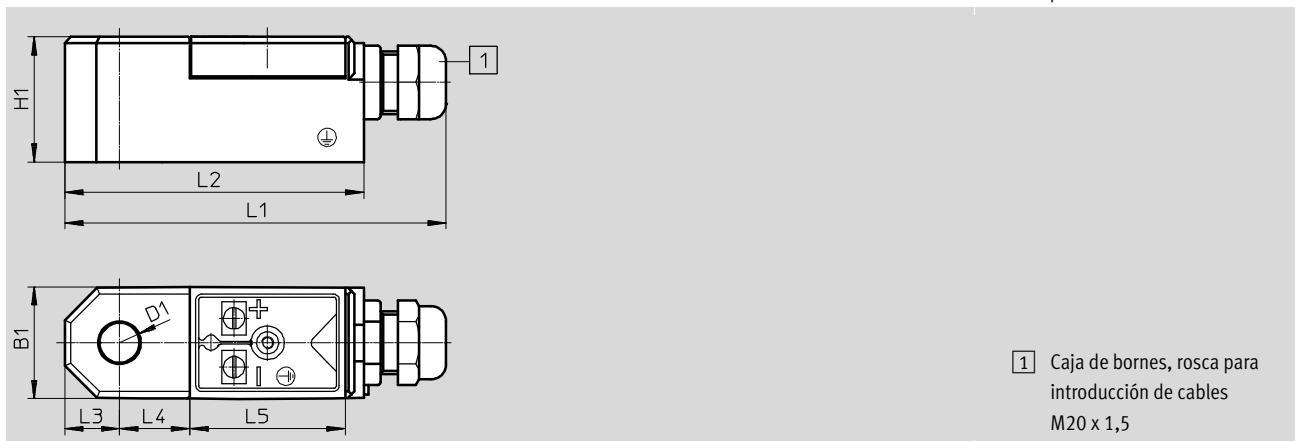 1
H1
L2
L1
D1
+
B1
–
L3
L4
L5
1 Caja de bornes, rosca para
introducción de cables
M20 x 1,5